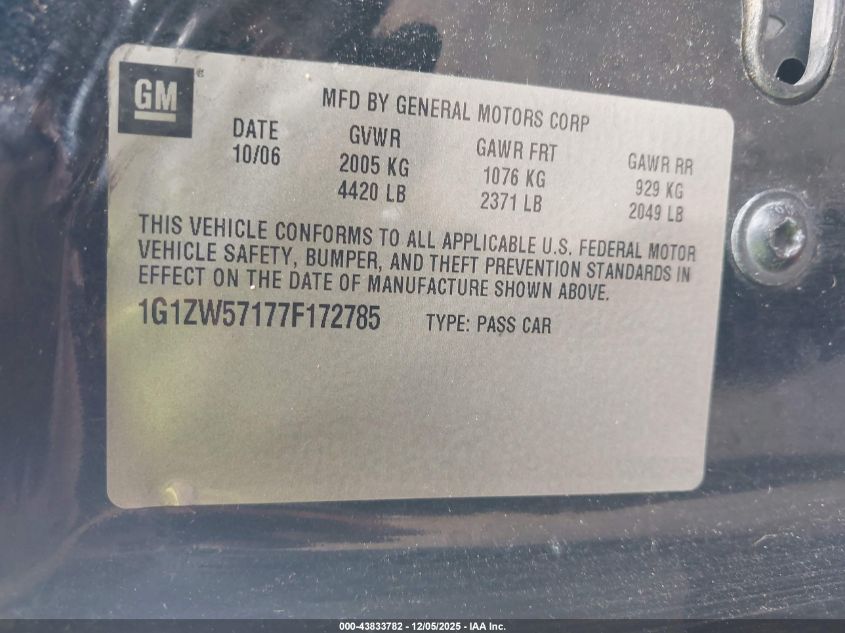 GM®
MFD BY GENERAL MOTORS CORP
DATE GVWR GAWR FRT GAWR RR
10/06 2005 KG 1076 KG 929 KG
4420 LB 2371 LB 2049 LB
THIS VEHICLE CONFORMS TO ALL APPLICABLE U.S. FEDERAL MOTOR
VEHICLE SAFETY, BUMPER, AND THEFT PREVENTION STANDARDS IN
EFFECT ON THE DATE OF MANUFACTURE SHOWN ABOVE.
1G1ZW57177F172785 TYPE: PASS CAR
000-43833782 - 12/05/2025 - IAA Inc.